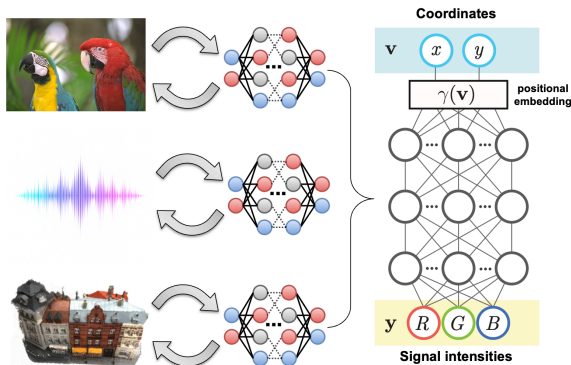 Coordinates
v x y
γ(v)
positional
embedding
y R G B
Signal intensities